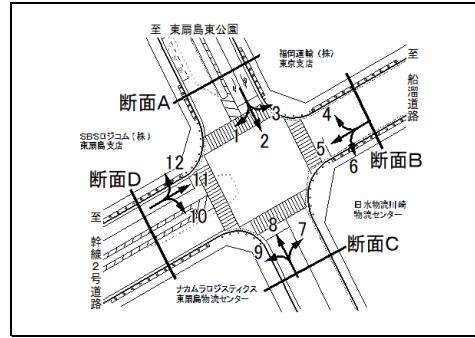 至 東扇島東公園
福岡運輸(株)
東京支店
至 船溜道路
断面A
3
4
1
2
5
6
断面B
SBSロジコム(株)
東扇島支店
12
11
10
断面D
日水物流川崎
物流センター
7
8
9
断面C
至 幹線2号道路
ナカムラロジスティクス
東扇島物流センター